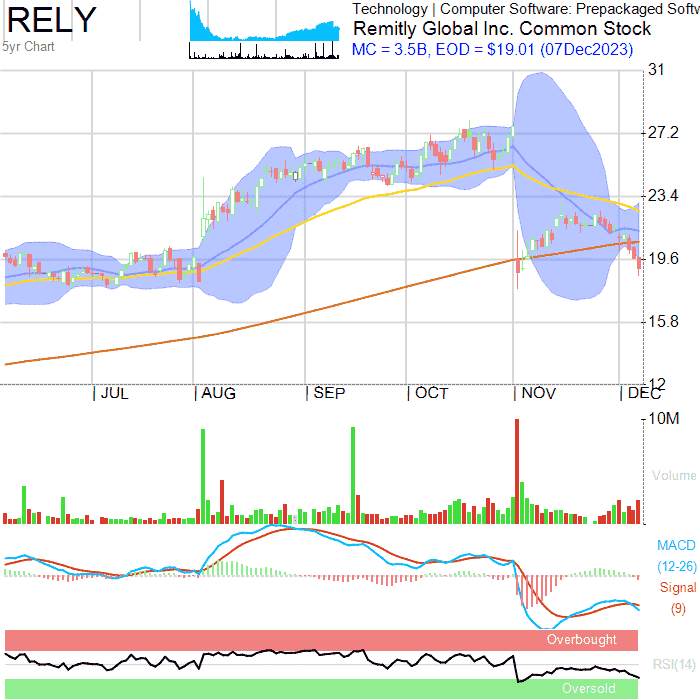 RELY
5yr Chart
Technology | Computer Software: Prepackaged Softw
Remitly Global Inc. Common Stock
MC = 3.5B, EOD = $19.01 (07Dec2023)
31
27.2
23.4
19.6
15.8
12
JUL
AUG
SEP
OCT
NOV
DEC
10M
Volume
MACD
(12-26)
Signal
(9)
Overbought
RSI(14)
Oversold